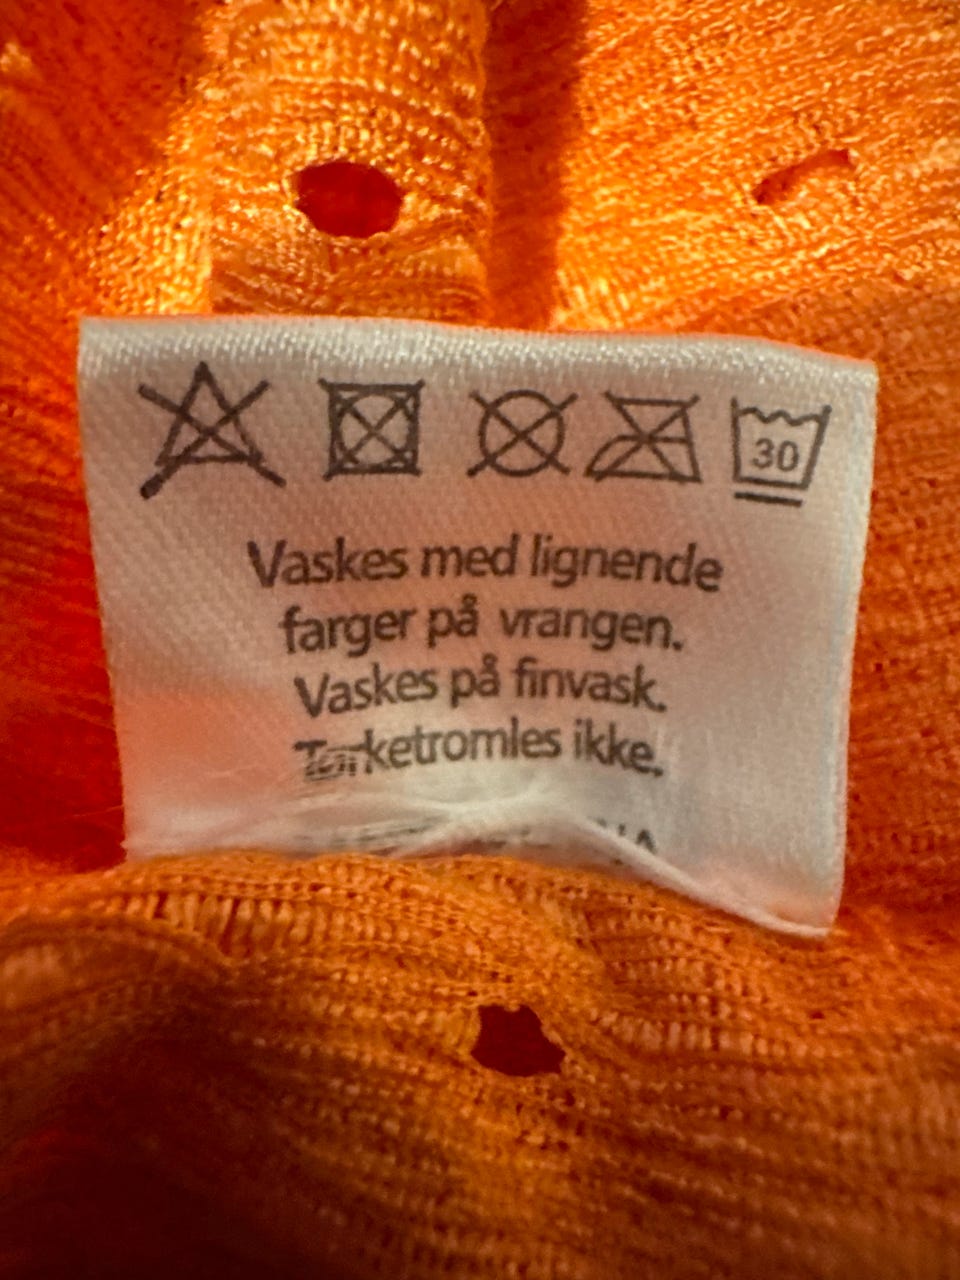 30
Vaskes med lignende
farger på vrangen.
Vaskes på finvask.
Tørketromles ikke.